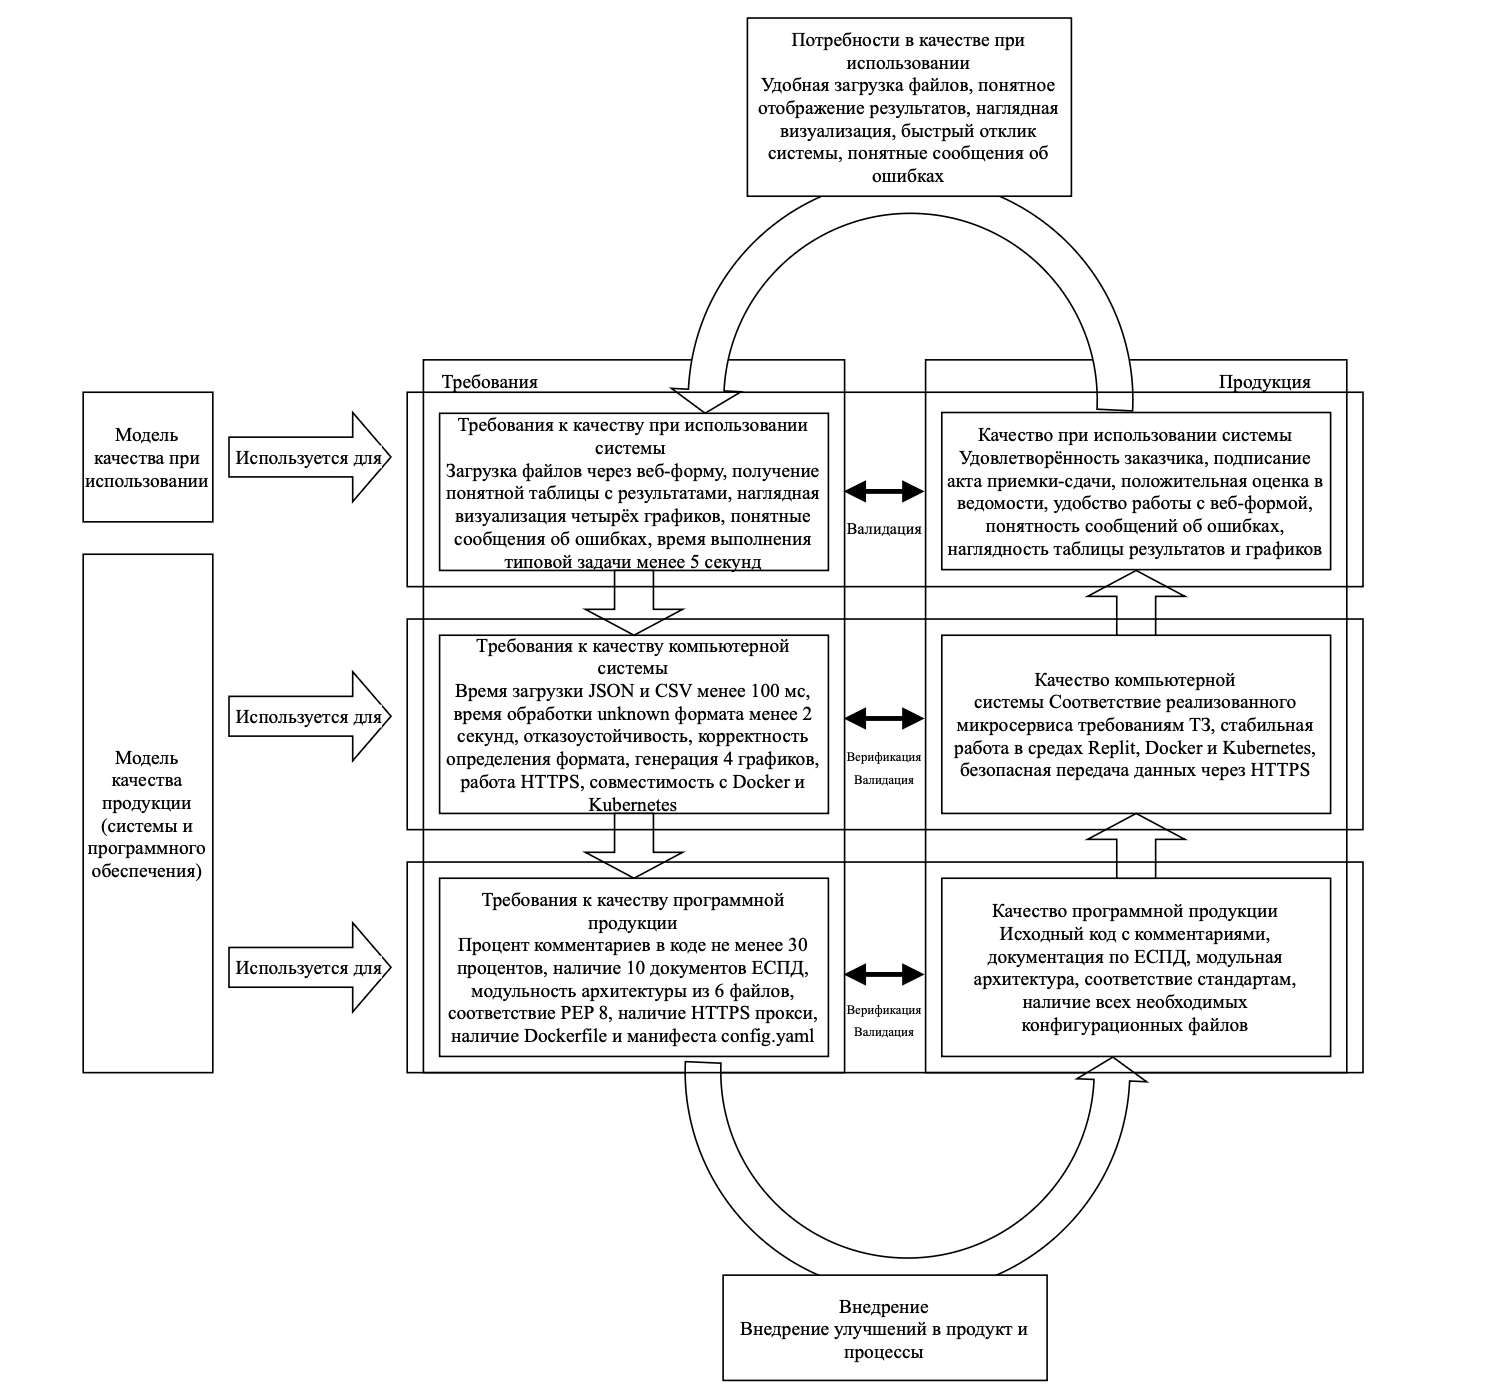 Потребности в качестве при
использовании
Удобная загрузка файлов, понятное
отображение результатов, наглядная
визуализация, быстрый отклик
системы, понятные сообщения об
ошибках
Требования
Продукция
Модель
качества при
использовании
Используется для
Требования к качеству при использовании
системы
Загрузка файлов через веб-форму, получение
понятной таблицы с результатами, наглядная
визуализация четырёх графиков, понятные
сообщения об ошибках, время выполнения
типовой задачи менее 5 секунд
Валидация
Качество при использовании системы
Удовлетворённость заказчика, подписание
акта приемки-сдачи, положительная оценка в
ведомости, удобство работы с веб-формой,
понятность сообщений об ошибках,
наглядность таблицы результатов и графиков
Модель
качества
продукции
(системы и
программного
обеспечения)
Используется для
Требования к качеству компьютерной
системы
Время загрузки JSON и CSV менее 100 мс,
время обработки unknown формата менее 2
секунд, отказоустойчивость, корректность
определения формата, генерация 4 графиков,
работа HTTPS, совместимость с Docker и
Kubernetes
Верификация
Валидация
Качество компьютерной
системы Соответствие реализованного
микросервиса требованиям ТЗ, стабильная
работа в средах Replit, Docker и Kubernetes,
безопасная передача данных через HTTPS
Используется для
Требования к качеству программной
продукции
Процент комментариев в коде не менее 30
процентов, наличие 10 документов ЕСПД,
модульность архитектуры из 6 файлов,
соответствие PEP 8, наличие HTTPS прокси,
наличие Dockerfile и манифеста config.yaml
Верификация
Валидация
Качество программной продукции
Исходный код с комментариями,
документация по ЕСПД, модульная
архитектура, соответствие стандартам,
наличие всех необходимых
конфигурационных файлов
Внедрение
Внедрение улучшений в продукт и
процессы